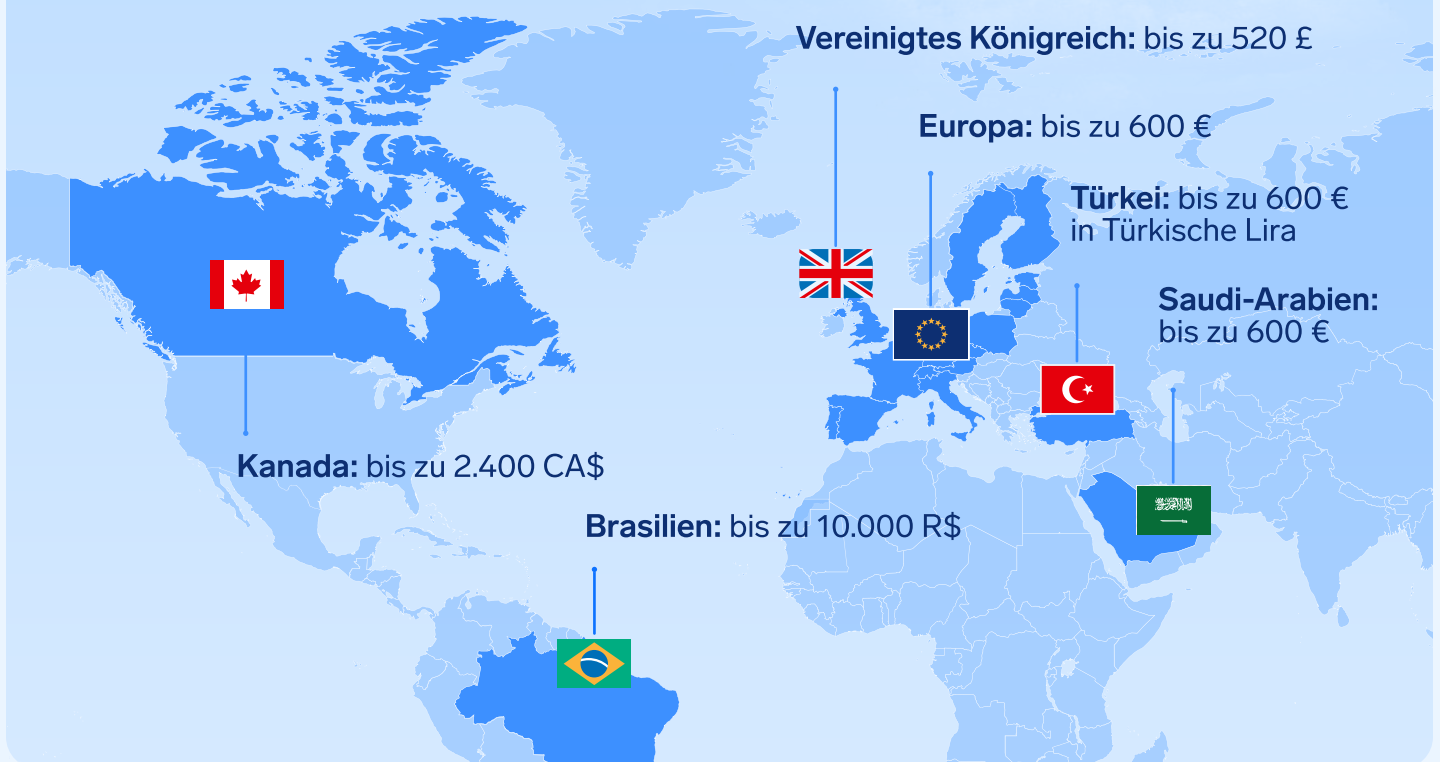 Vereinigtes Königreich: bis zu 520 £
Europa: bis zu 600 €
Türkei: bis zu 600 €
in Türkische Lira
Saudi-Arabien:
bis zu 600 €
Kanada: bis zu 2.400 CA$
Brasilien: bis zu 10.000 R$